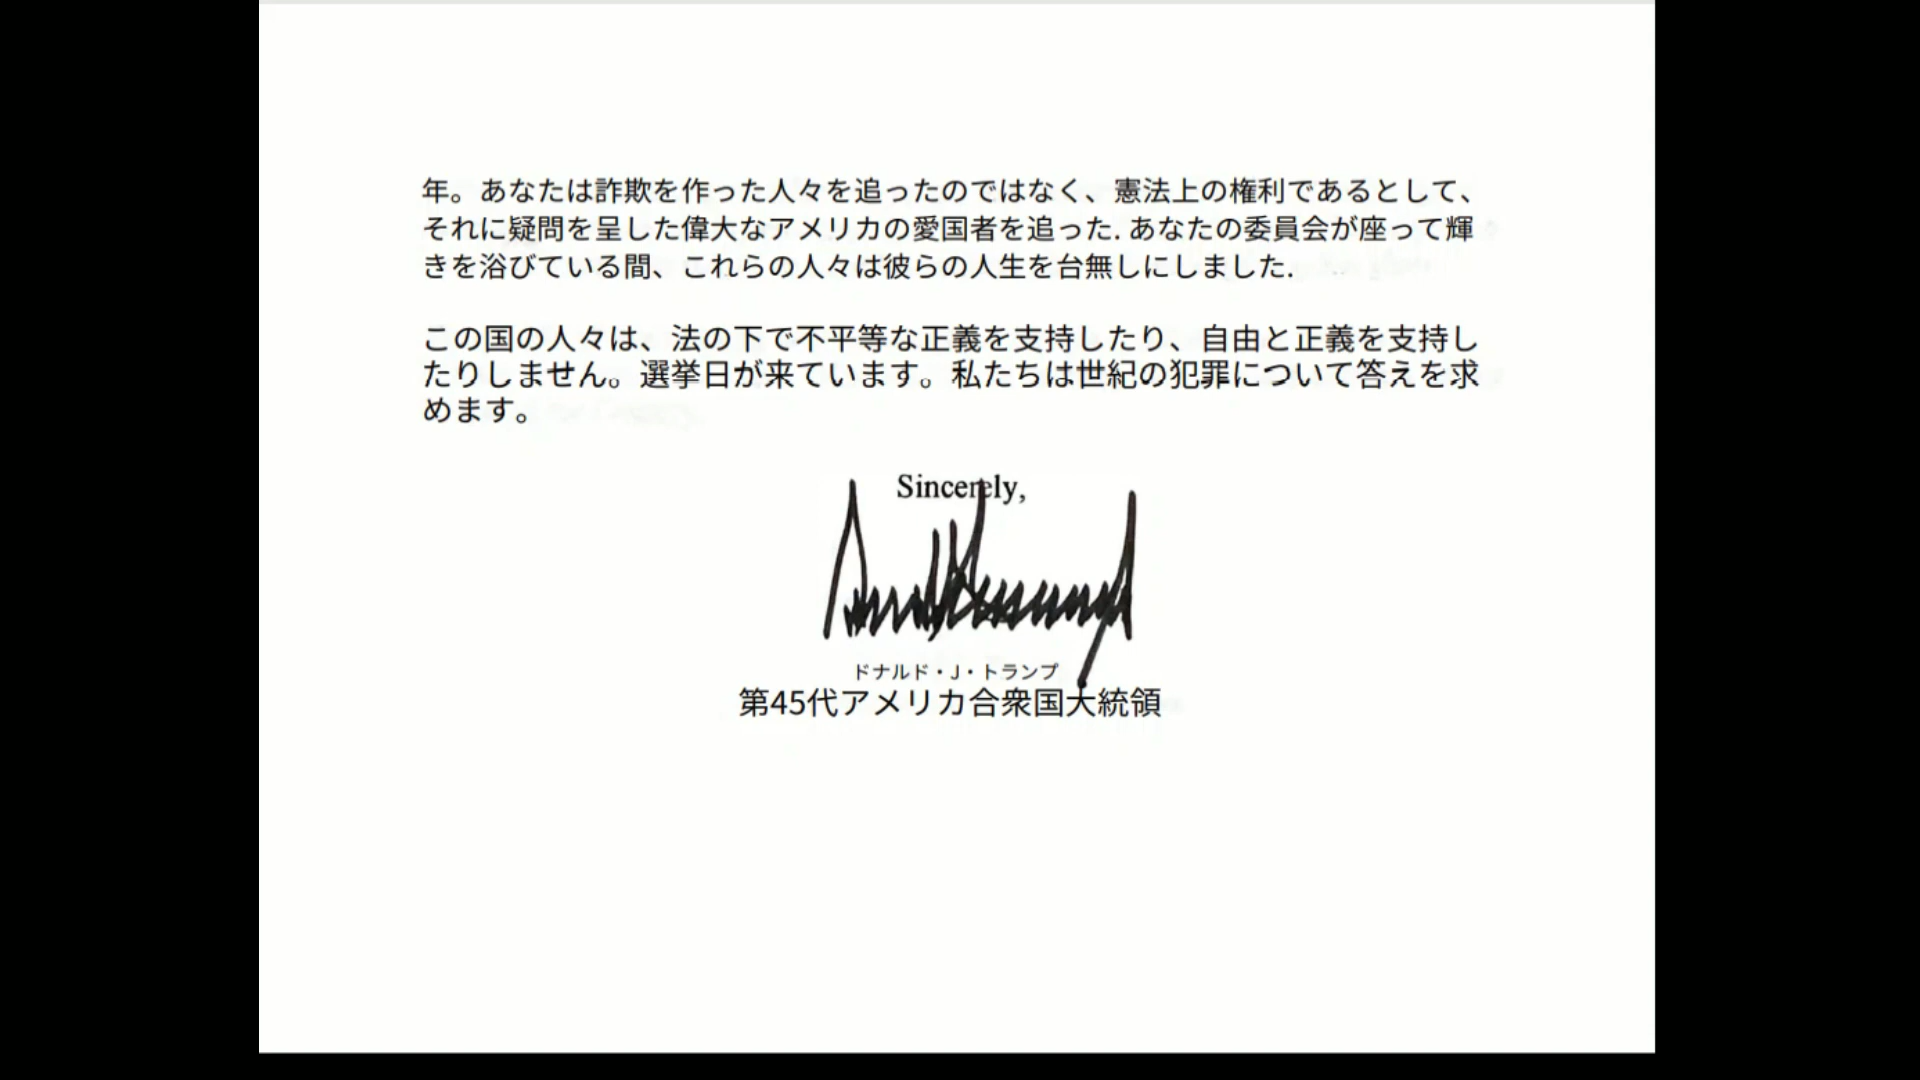 年。あなたは詐欺を作った人々を追ったのではなく、憲法上の権利であるとして、
それに疑問を呈した偉大なアメリカの愛国者を追った. あなたの委員会が座って輝
きを浴びている間、これらの人々は彼らの人生を台無しにしました.
この国の人々は、法の下で不平等な正義を支持したり、自由と正義を支持し
たりしません。選挙日が来ています。私たちは世紀の犯罪について答えを求
めます。
Sincerely,
ドナルド・J・トランプ
第45代アメリカ合衆国大統領